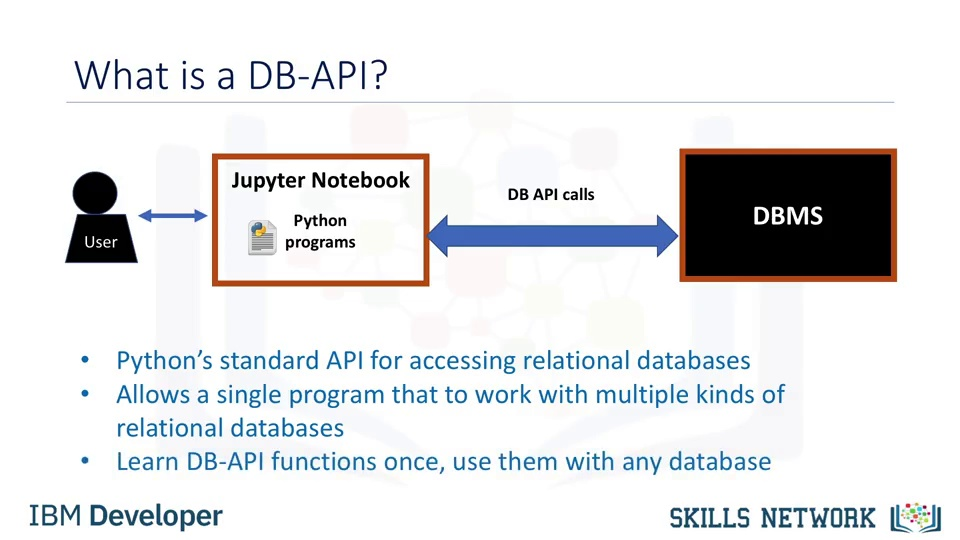 What is a DB-API?
Jupyter Notebook
Python
programs
User
DB API calls
DBMS
• Python's standard API for accessing relational databases
• Allows a single program that to work with multiple kinds of
relational databases
• Learn DB-API functions once, use them with any database
IBM Developer
SKILLS NETWORK